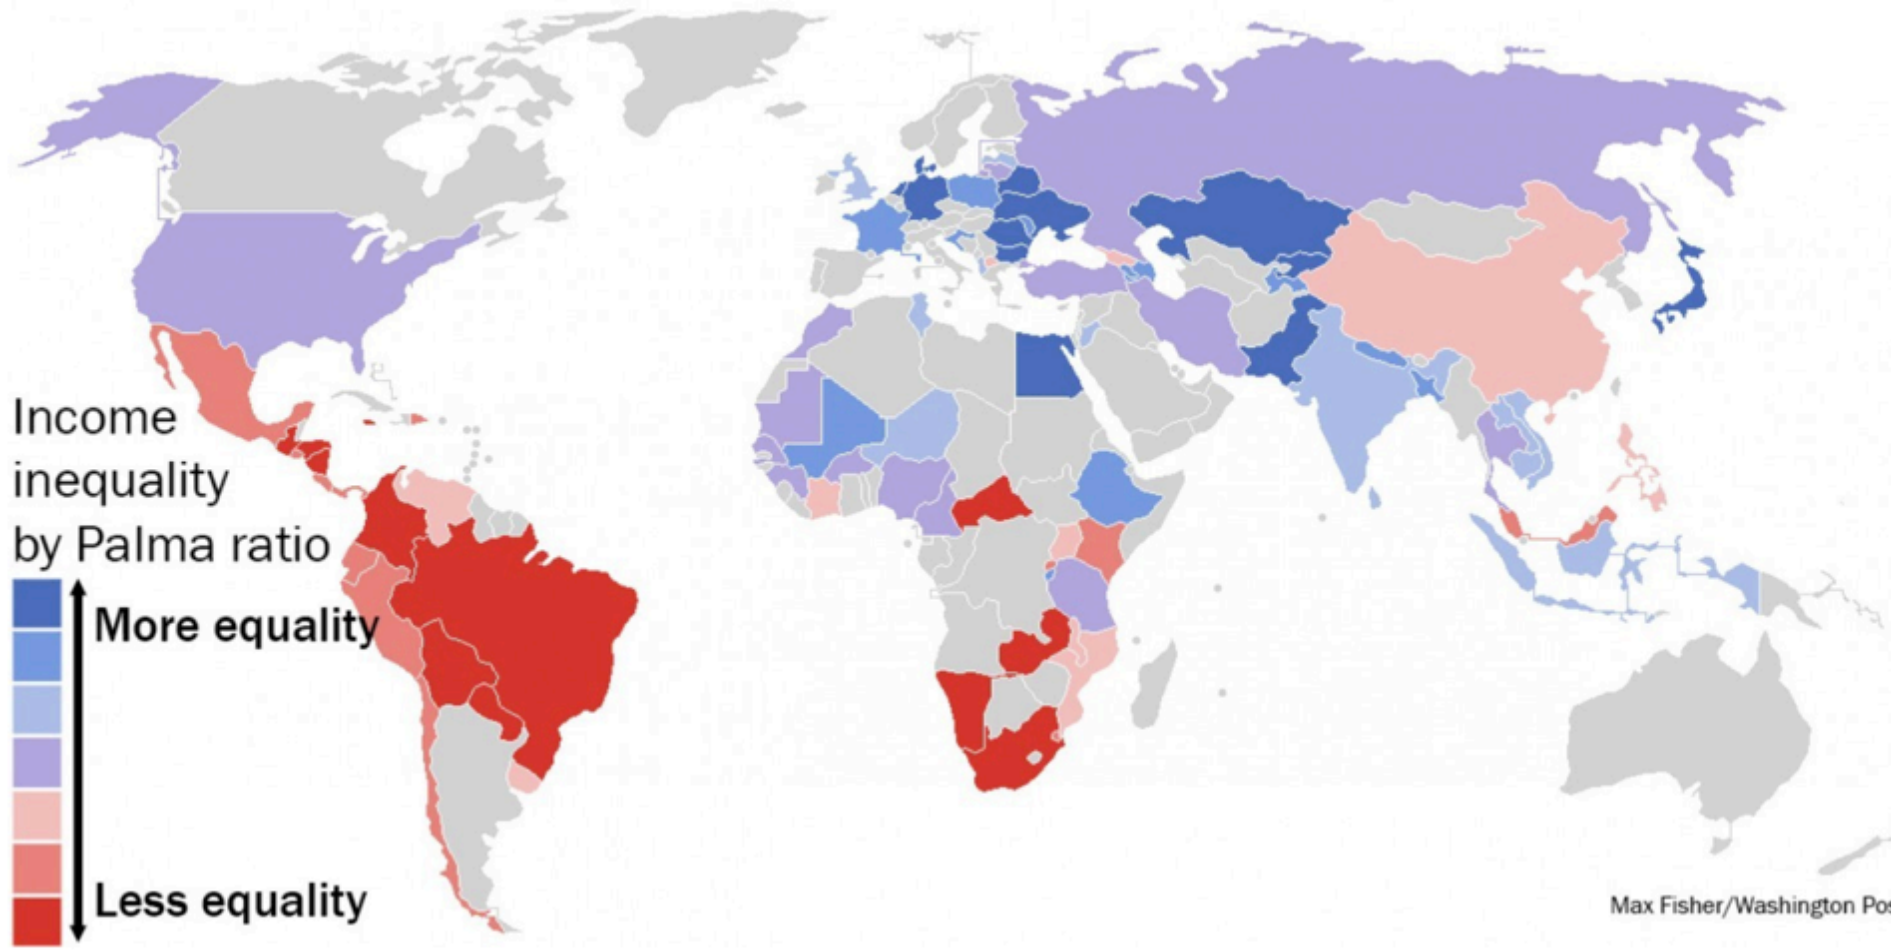 Income
inequality
by Palma ratio
More equality
Less equality
Max Fisher/Washington Pos